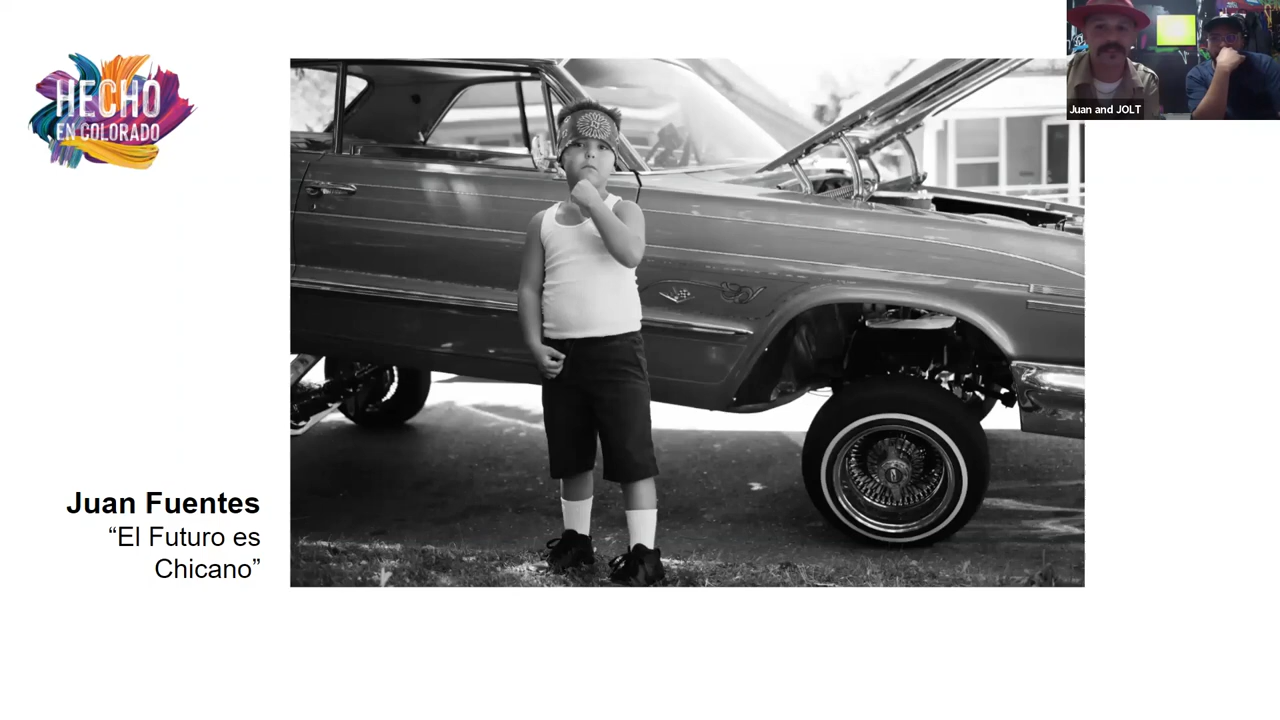 HECHO
EN COLORADO
Juan and JOLT
Juan Fuentes
“El Futuro es
Chicano”